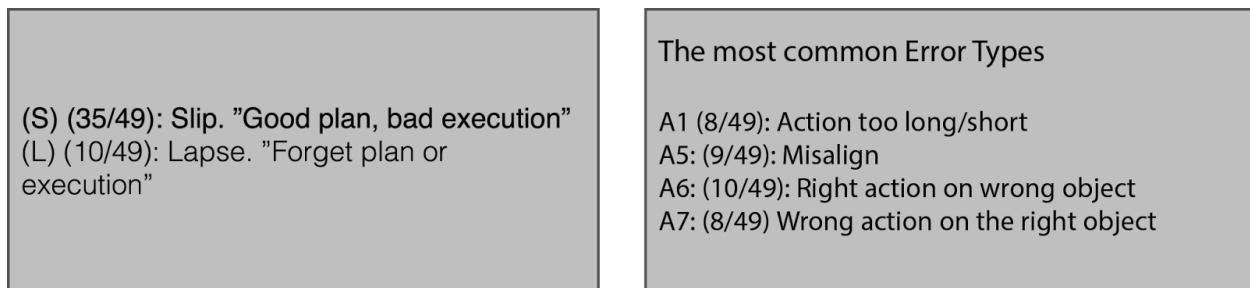 (S) (35/49): Slip. ”Good plan, bad execution”
(L) (10/49): Lapse. ”Forget plan or
execution”
The most common Error Types
A1 (8/49): Action too long/short
A5: (9/49): Misalign
A6: (10/49): Right action on wrong object
A7: (8/49) Wrong action on the right object